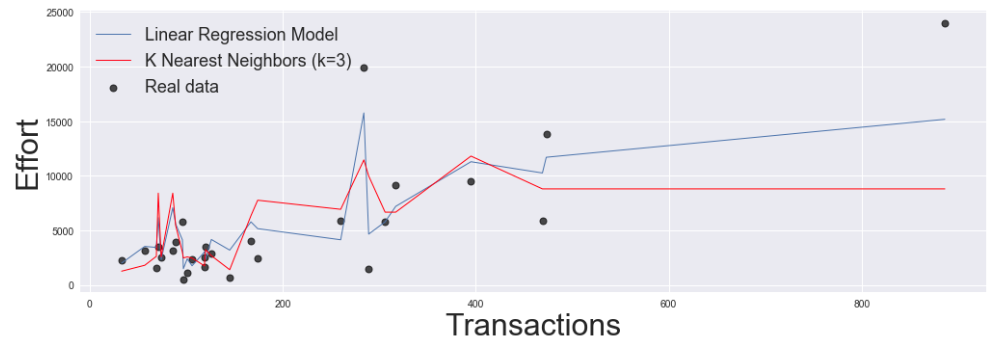 25000
20000
15000
10000
5000
0
Effort
Linear Regression Model
K Nearest Neighbors (k=3)
Real data
0 200 400 600 800
Transactions